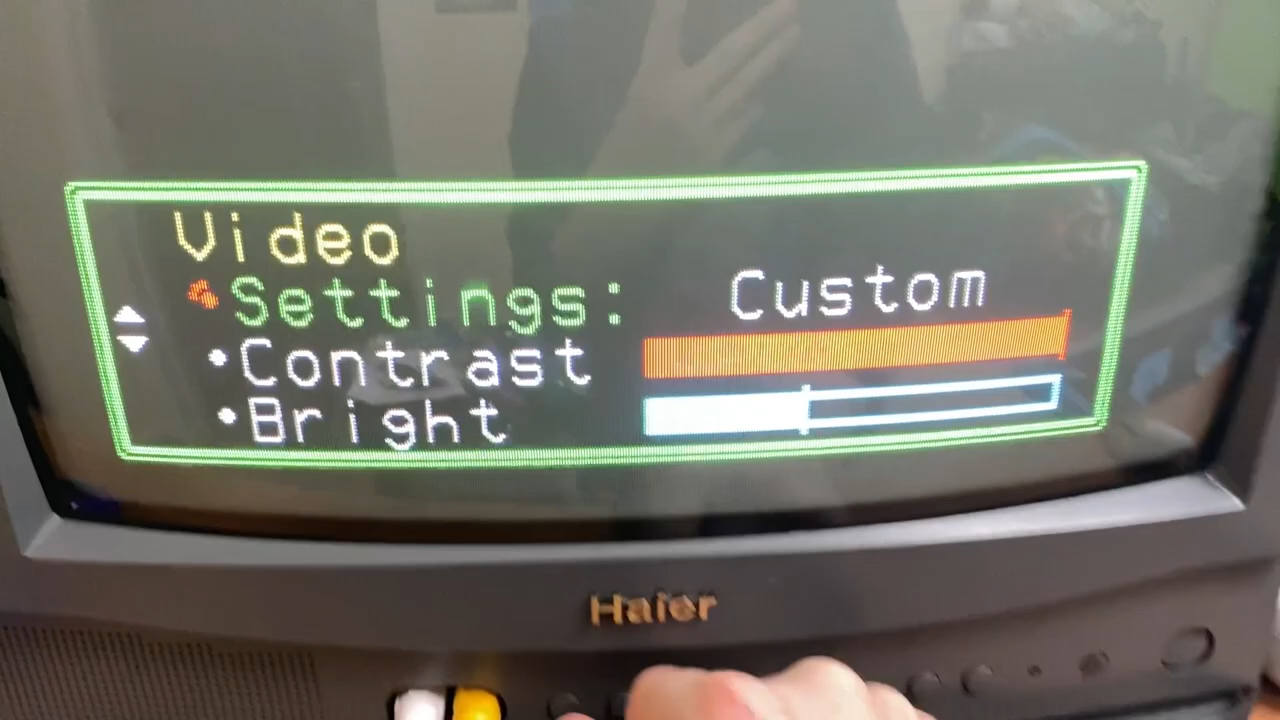 Video
Settings: Custom
•Contrast
•Bright
Haier